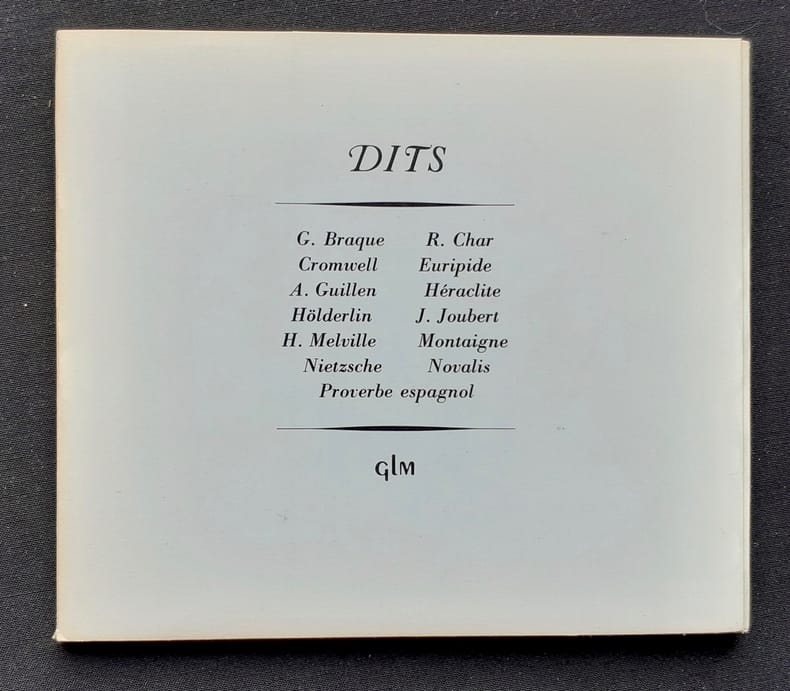 DITS
G. Braque R. Char
Cromwell Euripide
A. Guillen Héraclite
Hölderlin J. Joubert
H. Melville Montaigne
Nietzsche Novalis
Proverbe espagnol
GLM